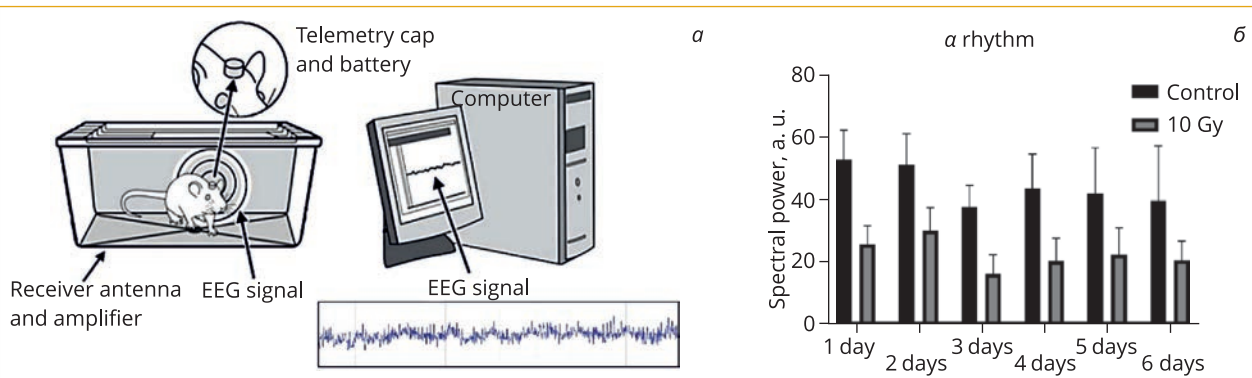 Telemetry cap
and battery
Computer
Receiver antenna
and amplifier
EEG signal
EEG signal
а
α rhythm
б
Spectral power, a. u.
80
60
40
20
0
Control
10 Gy
1 day
2 days
3 days
4 days
5 days
6 days